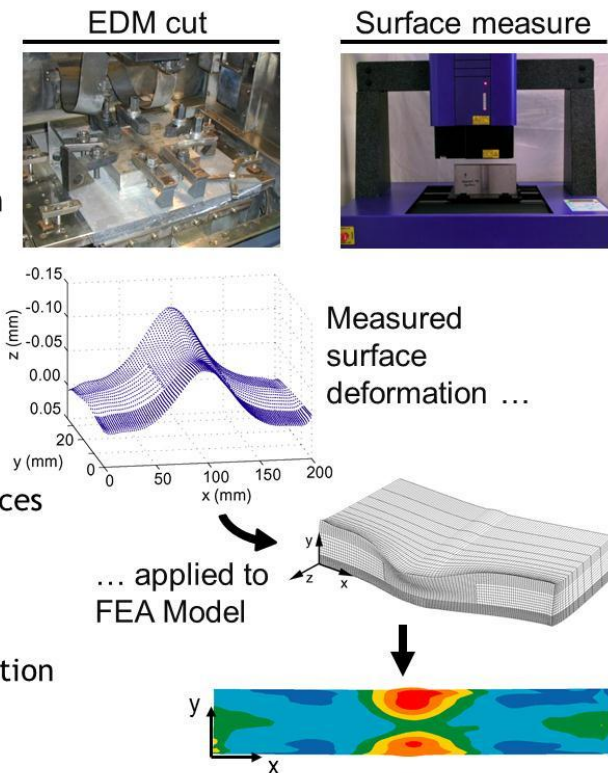 EDM cut
Surface measure
-0.15
-0.10
-0.05
0.00
0.05
z (mm)
20
0
y (mm)
0
50
100
150
200
x (mm)
Measured
surface
deformation ...
ces
... applied to
FEA Model
y
z
x
tion
y
x